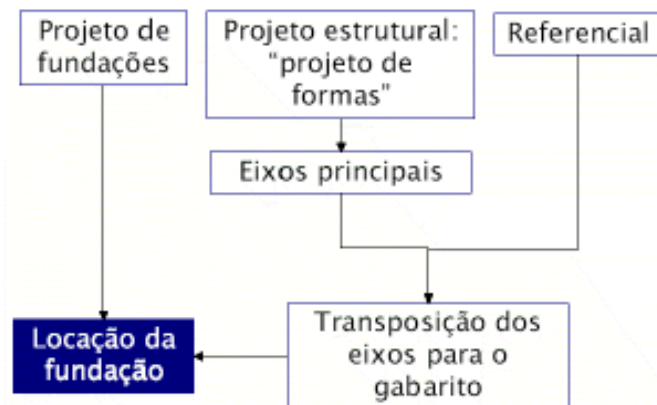 Projeto de
fundações
Projeto estrutural:
"projeto de
formas"
Referencial
Eixos principais
Locação da
fundação
Transposição dos
eixos para o
gabarito